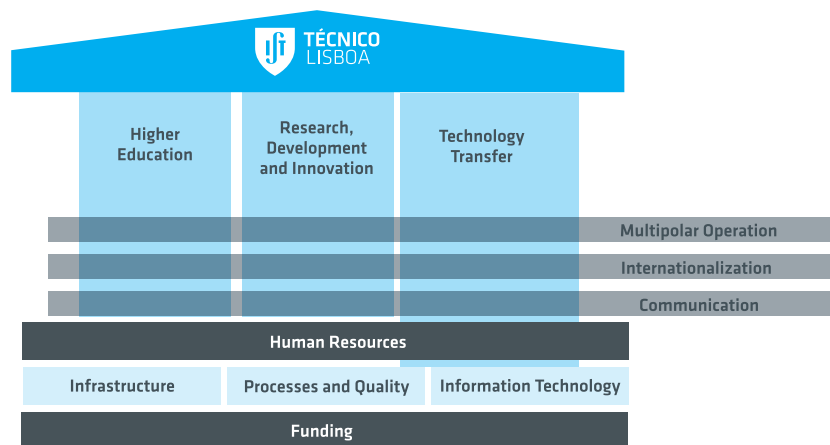 TÉCNICO
LISBOA
Higher
Education
Research,
Development
and Innovation
Technology
Transfer
Multipolar Operation
Internationalization
Communication
Human Resources
Infrastructure
Processes and Quality
Information Technology
Funding